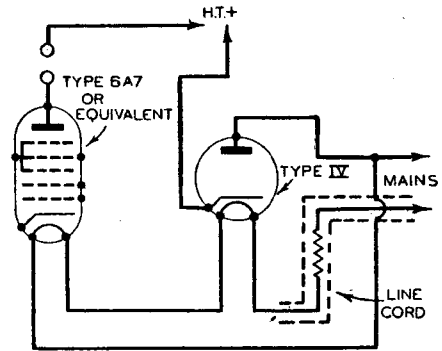 H.T.+
TYPE 6A7
OR
EQUIVALENT
TYPE IV
MAINS
LINE
CORD